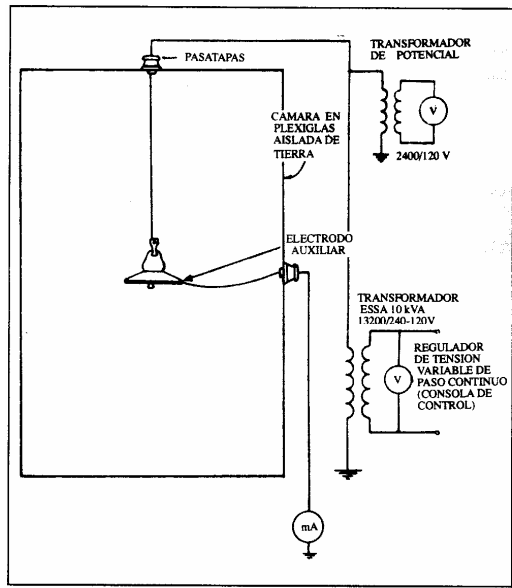 PASATAPAS
TRANSFORMADOR
DE POTENCIAL
V
2400/120 V
CAMARA EN
PLEXIGLAS
AISLADA DE
TIERRA
ELECTRODO
AUXILIAR
TRANSFORMADOR
ESSA 10 kVA
13200/240-120V
REGULADOR
DE TENSION
VARIABLE DE
PASO CONTINUO
(CONSOLA DE
CONTROL)
V
mA